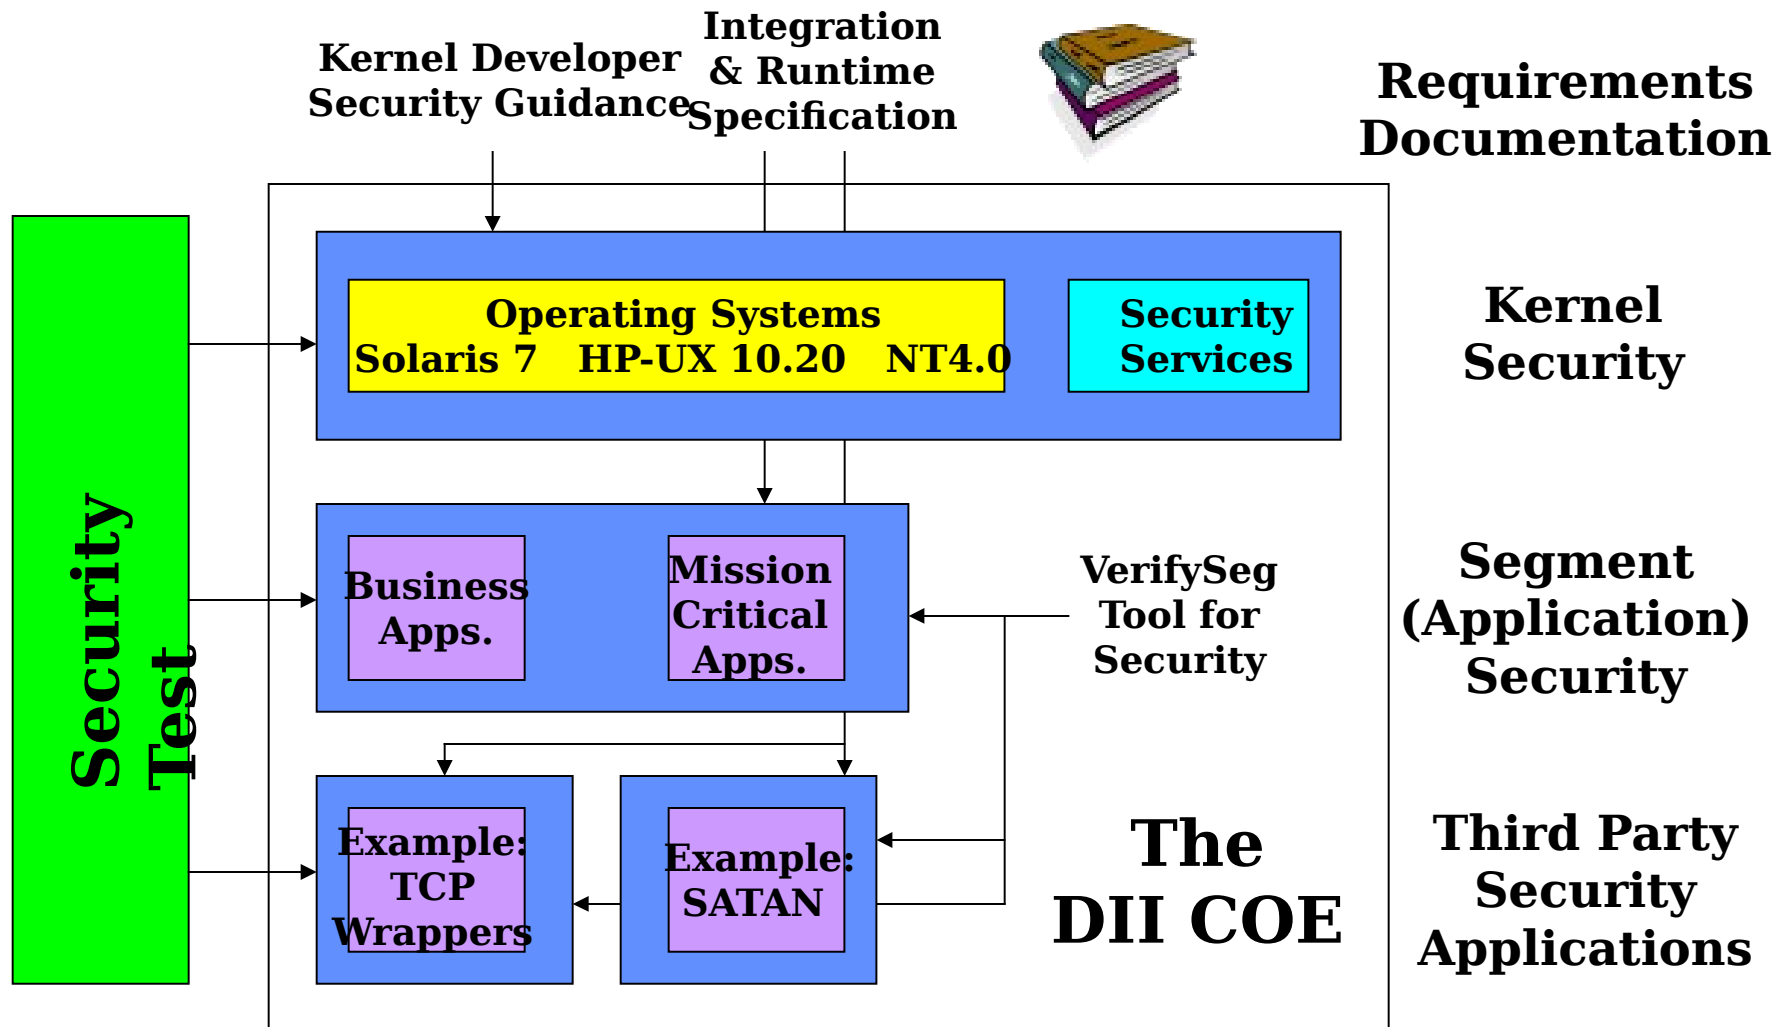 Kernel Developer
Security Guidance
Integration
& Runtime
Specification
Requirements
Documentation
Operating Systems
Solaris 7 HP-UX 10.20 NT4.0
Security
Services
Kernel
Security
Security
Test
Business
Apps.
Mission
Critical
Apps.
VerifySeg
Tool for
Security
Segment
(Application)
Security
Example:
TCP
Wrappers
Example:
SATAN
The
DII COE
Third Party
Security
Applications